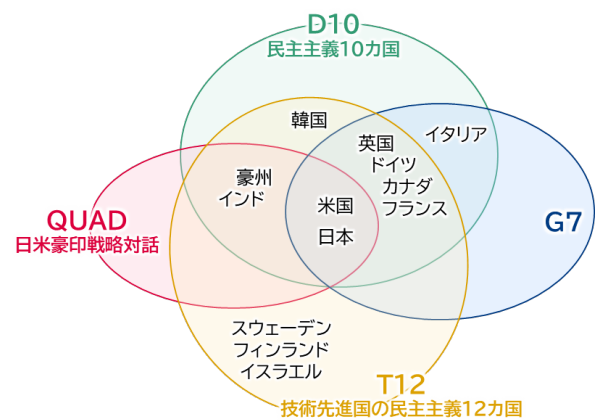 D10
民主主義10カ国
韓国
イタリア
英国
ドイツ
カナダ
フランス
豪州
インド
米国
日本
QUAD
日米豪印戦略対話
G7
スウェーデン
フィンランド
イスラエル
T12
技術先進国の民主主義12カ国